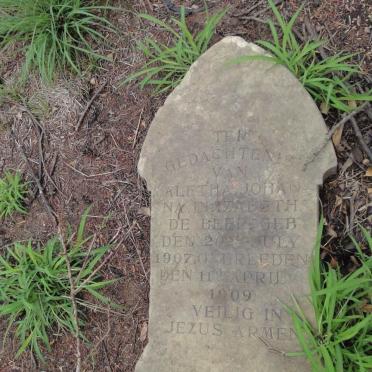 TER
GEDACHTENIS
VAN
ALETHA JOHAN
NA
DE BEER GEB
DEN JULY
1907 OVERLEDEN
DEN 11 APRIL
1909
VEILIG IN
JEZUS ARMEN